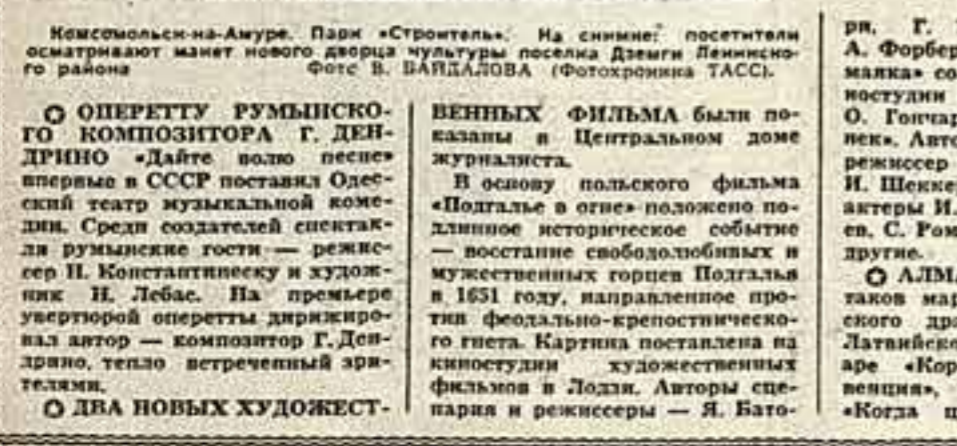 Комсомольск-на-Амуре. Парк «Строитель». На снимке: посетители
осматривают макет нового дворца культуры поселка Дземги Ленинско-
го района Фото В. БАЙДАЛОВА (Фотохроника ТАСС).
О ОПЕРЕТТУ РУМЫНСКО-
ГО КОМПОЗИТОРА Г. ДЕН-
ДРИНО «Дайте волю песне»
впервые в СССР поставил Одес-
ский театр музыкальной коме-
дии. Среди создателей спектак-
ля румынские гости — режис-
сер Н. Константинеску и худож-
ник Н. Лебас. На премьере
увертюрой оперетты дирижиро-
вал автор — композитор Г. Ден-
дрино, тепло встреченный зри-
телями.
О ДВА НОВЫХ ХУДОЖЕСТ-
ВЕННЫХ ФИЛЬМА были по-
казаны в Центральном доме
журналиста.
В основу польского фильма
«Подгалье в огне» положено по-
длинное историческое событие
— восстание свободолюбивых и
мужественных горцев Подгалья
в 1651 году, направленное про-
тив феодально-крепостническо-
го гнета. Картина поставлена на
киностудии художественных
фильмов в Лодзи. Авторы сце-
нария и режиссеры — Я. Бато-
ри, Г.
А. Форбер
манка» со
ностудии
О. Гончар
нек». Авто
режиссер
И. Шекке
актеры И.
ев, С. Ром
другие.
О АЛМ
таков мар
ского дра
Латвийско
аре «Кор
венция»,
«Когда ц